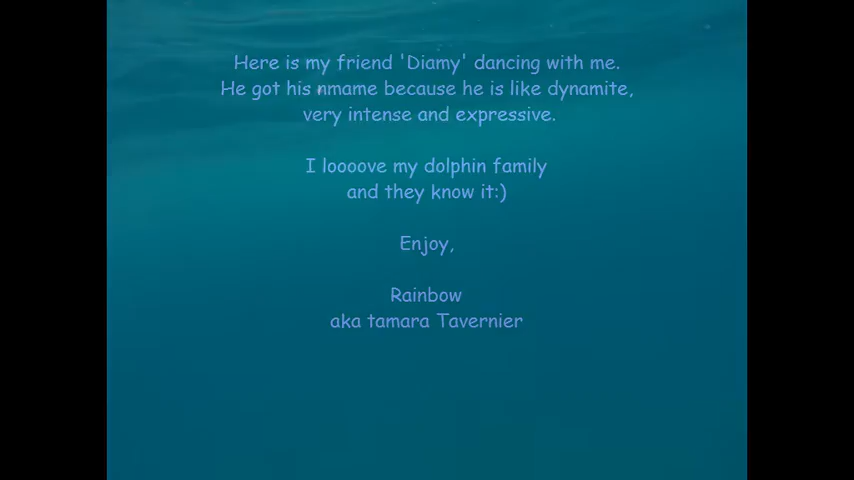 Here is my friend 'Diamy' dancing with me.
He got his nmame because he is like dynamite,
very intense and expressive.
I loooove my dolphin family
and they know it:)
Enjoy,
Rainbow
aka tamara Tavernier